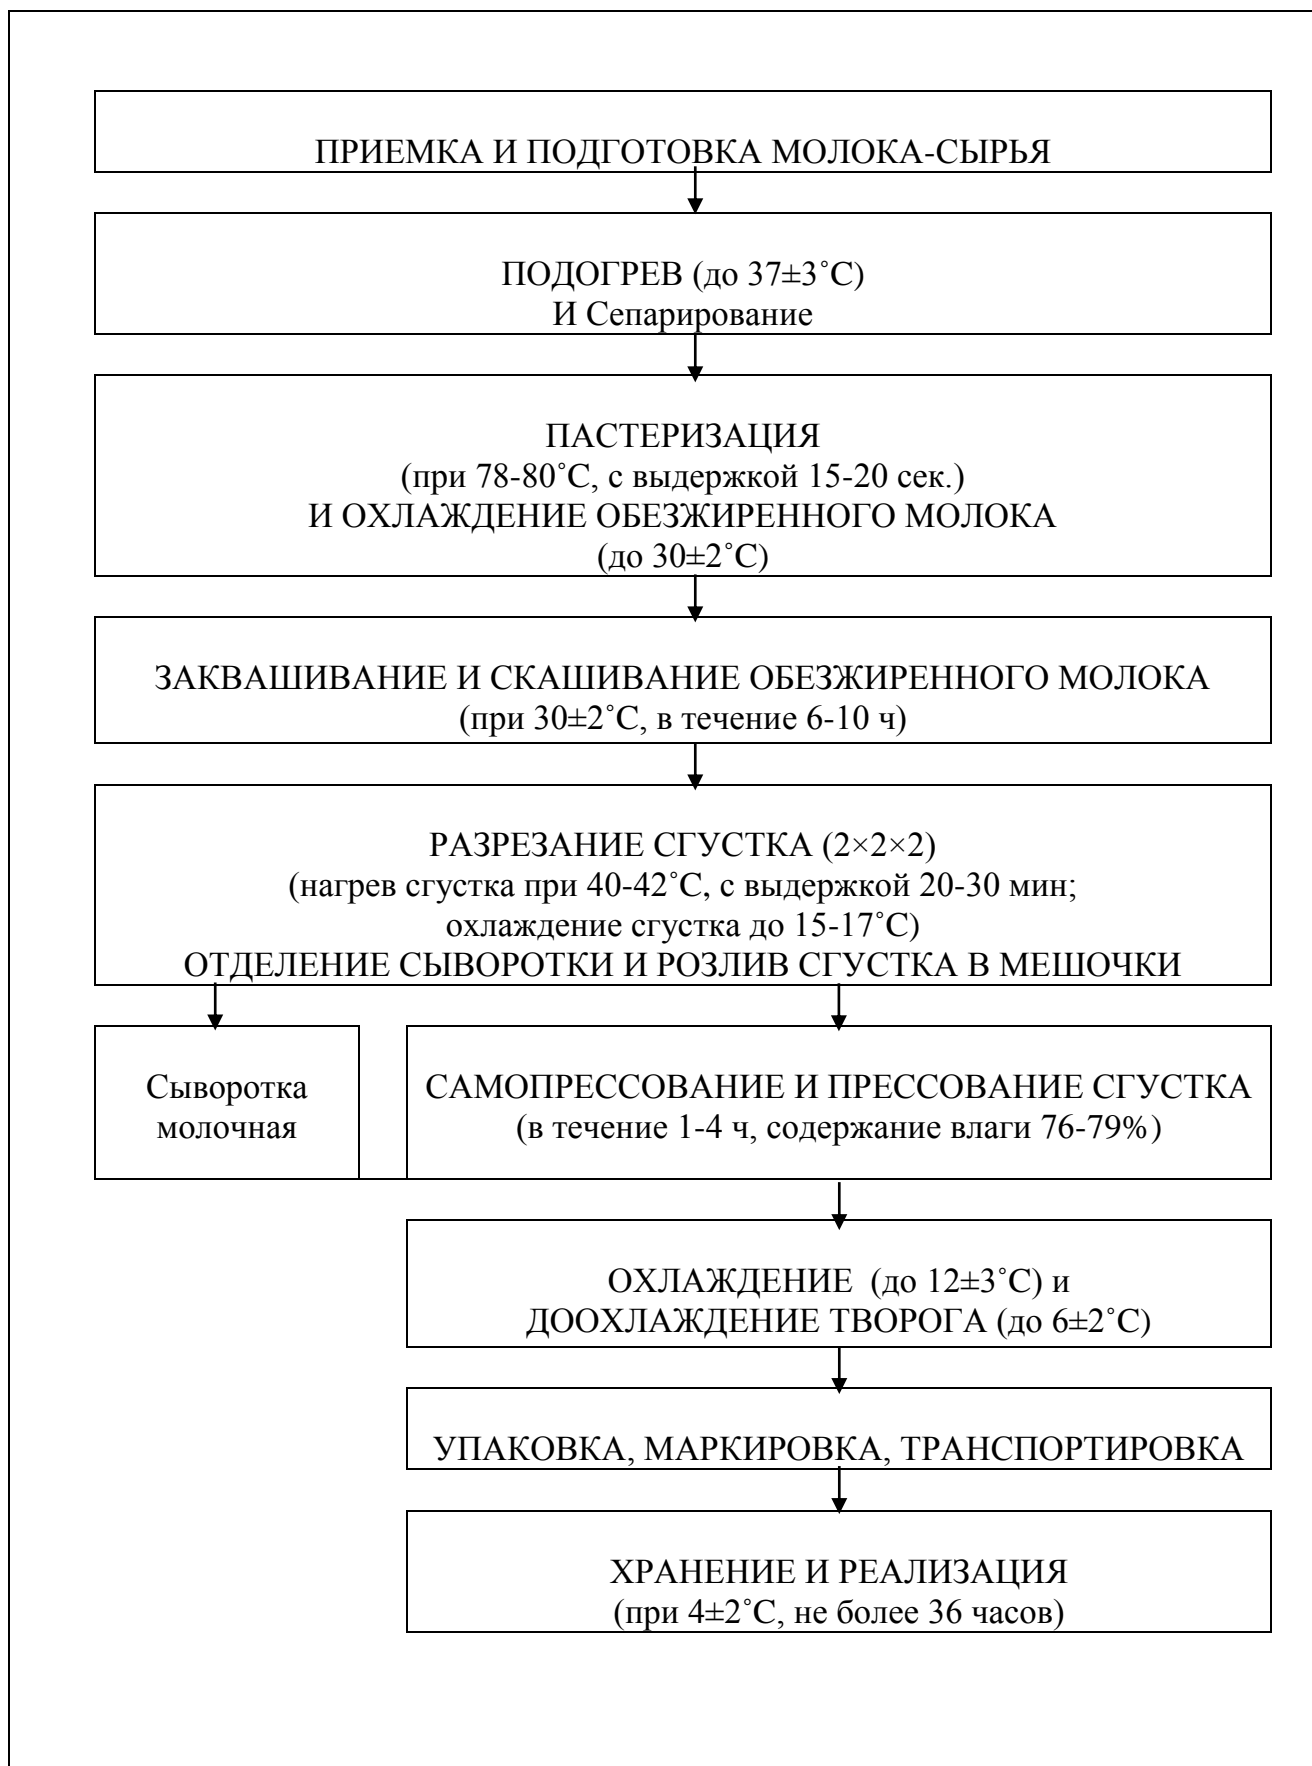 ПРИЕМКА И ПОДГОТОВКА МОЛОКА-СЫРЬЯ
ПОДОГРЕВ (до 37±3˚С)
И Сепарирование
ПАСТЕРИЗАЦИЯ
(при 78-80˚С, с выдержкой 15-20 сек.)
И ОХЛАЖДЕНИЕ ОБЕЗЖИРЕННОГО МОЛОКА
(до 30±2˚С)
ЗАКВАШИВАНИЕ И СКАШИВАНИЕ ОБЕЗЖИРЕННОГО МОЛОКА
(при 30±2˚С, в течение 6-10 ч)
РАЗРЕЗАНИЕ СГУСТКА (2×2×2)
(нагрев сгустка при 40-42˚С, с выдержкой 20-30 мин;
охлаждение сгустка до 15-17˚С)
ОТДЕЛЕНИЕ СЫВОРОТКИ И РОЗЛИВ СГУСТКА В МЕШОЧКИ
Сыворотка
молочная
САМОПРЕССОВАНИЕ И ПРЕССОВАНИЕ СГУСТКА
(в течение 1-4 ч, содержание влаги 76-79%)
ОХЛАЖДЕНИЕ (до 12±3˚С) и
ДООХЛАЖДЕНИЕ ТВОРОГА (до 6±2˚С)
УПАКОВКА, МАРКИРОВКА, ТРАНСПОРТИРОВКА
ХРАНЕНИЕ И РЕАЛИЗАЦИЯ
(при 4±2˚С, не более 36 часов)